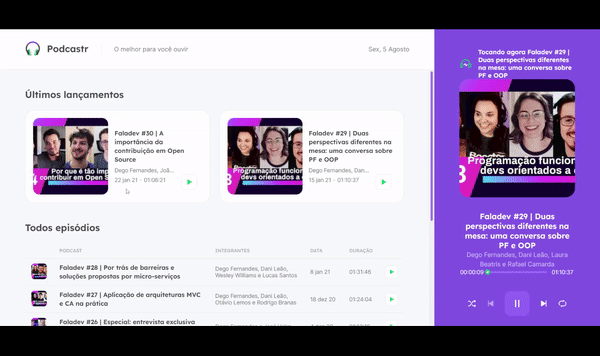 Podcastr
O melhor para você ouvir
Sex, 5 Agosto
Últimos lançamentos
Por que é tão imp
contribuir em Open S
Faladev #30 | A
importância da
contribuição em Open
Source
Dego Fernandes, Joã...
22 jan 21 · 01:06:21
Programação funcion
devs orientados a o
Faladev #29 | Duas
perspectivas diferentes
na mesa: uma conversa
sobre PF e OOP
Dego Fernandes, Dan...
15 jan 21 · 01:10:37
Todos episódios
PODCAST
INTEGRANTES
DATA
DURAÇÃO
Faladev #28 | Por trás de barreiras e
soluções propostas por micro-serviços
Dego Fernandes, Dani Leão,
Wesley Williams e Lucas Santos
8 jan 21
01:31:46
Faladev #27 | Aplicação de arquiteturas MVC
e CA na prática
Dego Fernandes, Dani Leão,
Otávio Lemos e Rodrigo Branas
18 dez 20
01:24:04
Faladev #26 | Especial: entrevista exclusiva
Tocando agora Faladev #29 |
Duas perspectivas diferentes
na mesa: uma conversa sobre
PF e OOP
Programação funcion
devs orientados a o
Faladev #29 | Duas
perspectivas diferentes na
mesa: uma conversa sobre
PF e OOP
Dego Fernandes, Dani Leão, Laura
Beatris e Rafael Camarda
00:00:09
01:10:37